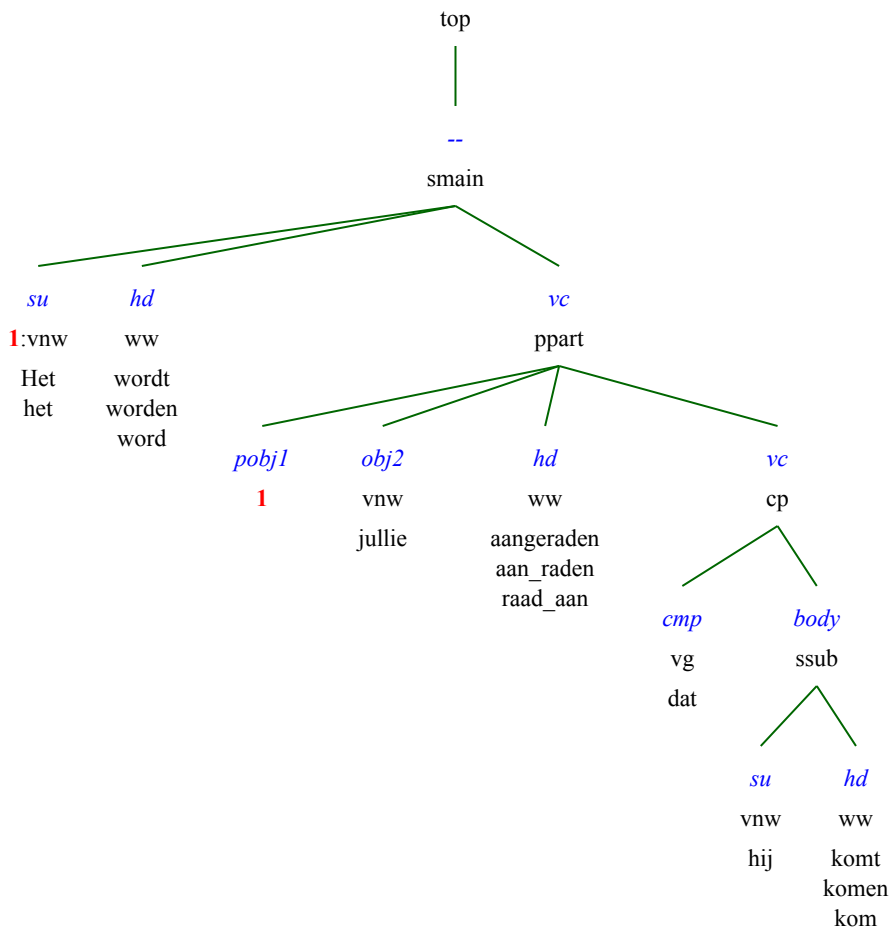 top
--
smain
su hd vc
1:vnw ww ppart
Het wordt
het worden
word
pobj1 obj2 hd vc
1 vnw ww cp
jullie aangeraden
aan_raden
raad_aan
cmp body
vg ssub
dat
su hd
vnw ww
hij komt
komen
kom